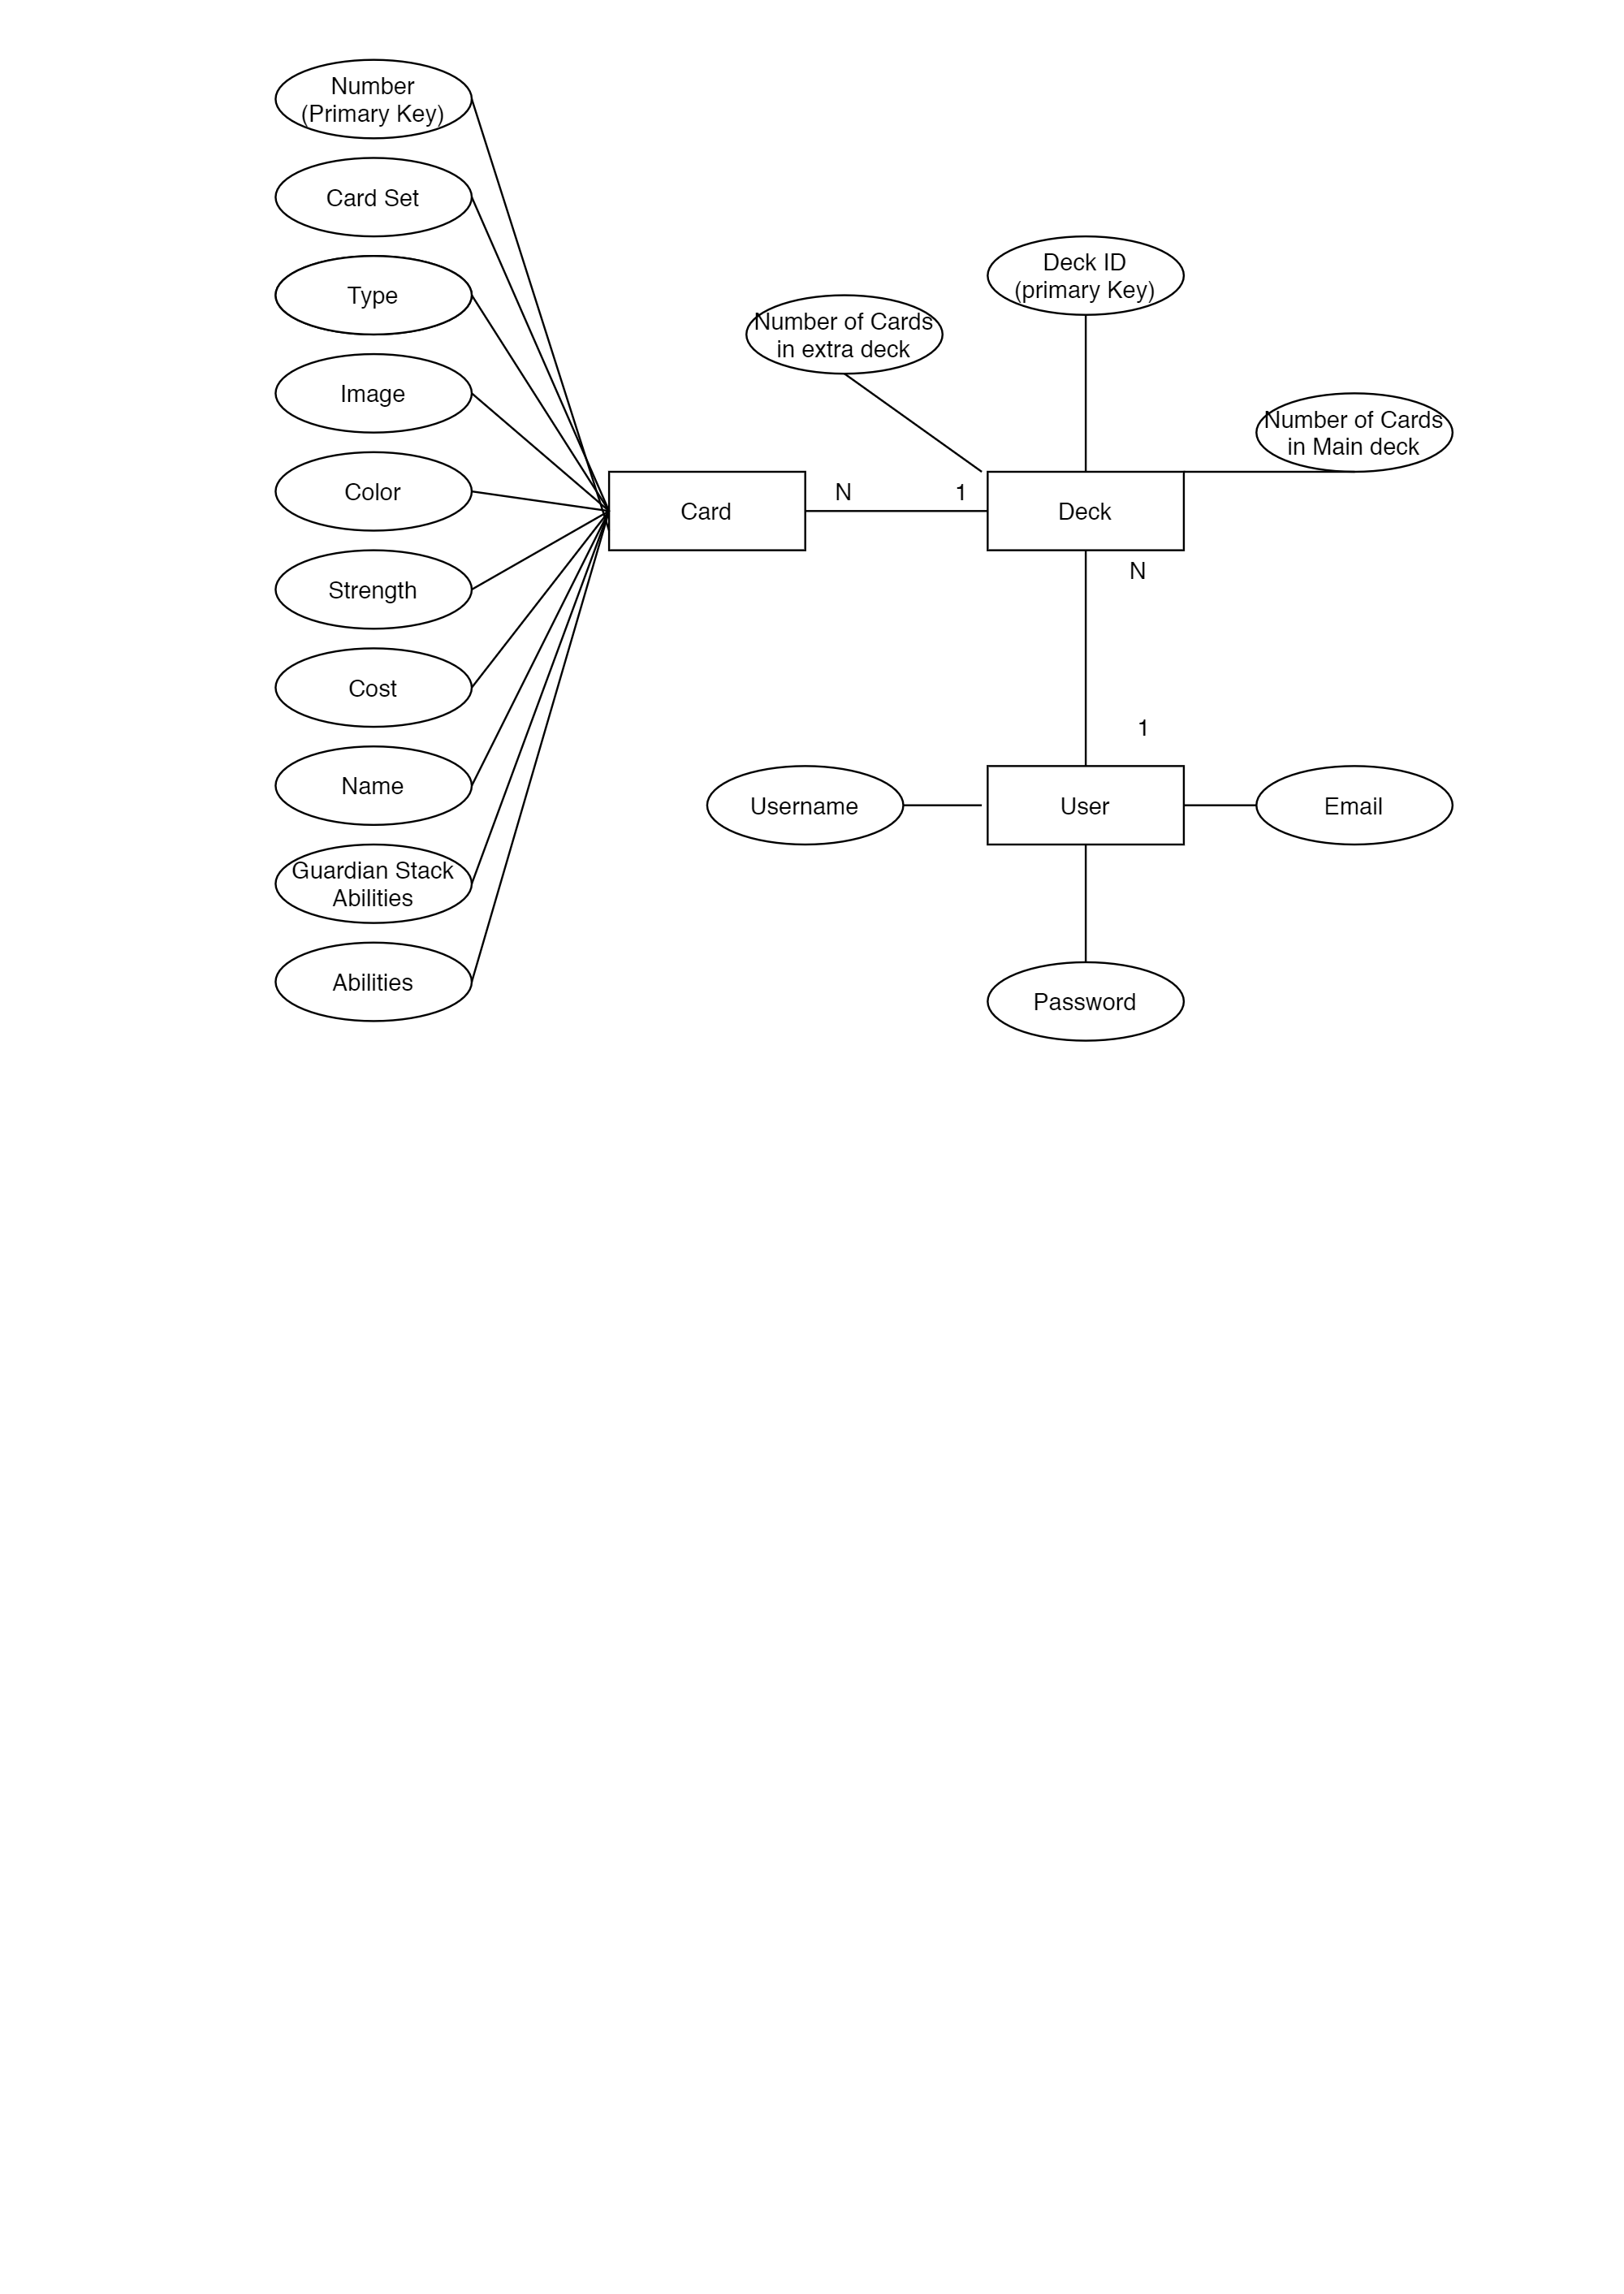 Number
(Primary Key)
Card Set
Type
Image
Color
Strength
Cost
Name
Guardian Stack
Abilities
Abilities
Card
N
1
Number of Cards
in extra deck
Deck ID
(primary Key)
Number of Cards
in Main deck
Deck
N
1
Username
User
Email
Password